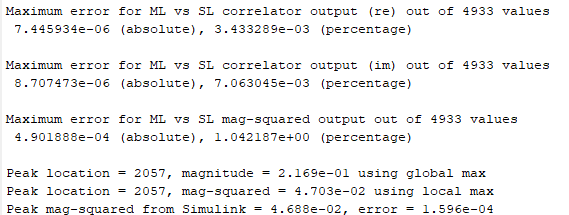 Maximum error for ML vs SL correlator output (re) out of 4933 values
7.445934e-06 (absolute), 3.433289e-03 (percentage)
Maximum error for ML vs SL correlator output (im) out of 4933 values
8.707473e-06 (absolute), 7.063045e-03 (percentage)
Maximum error for ML vs SL mag-squared output out of 4933 values
4.901888e-04 (absolute), 1.042187e+00 (percentage)
Peak location = 2057, magnitude = 2.169e-01 using global max
Peak location = 2057, mag-squared = 4.703e-02 using local max
Peak mag-squared from Simulink = 4.688e-02, error = 1.596e-04